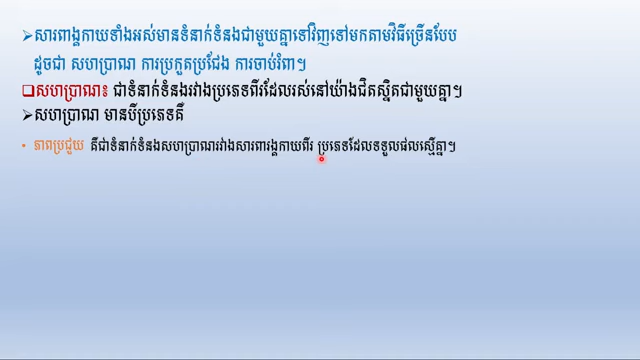 ➢សារពាង្គកាយទាំងអស់មានទំនាក់ទំនងជាមួយគ្នាទៅវិញទៅមកតាមវិធីច្រើនបែប
ដូចជា សហប្រាណ ការប្រកួតប្រជែង ការចាប់រំពា។
❑សហប្រាណ៖ ជាទំនាក់ទំនងរវាងប្រភេទពីរដែលរស់នៅយ៉ាងជិតស្និតជាមួយគ្នា។
➢សហប្រាណ មានបីប្រភេទគឺ
• ភាពប្រជួយ គឺជាទំនាក់ទំនងសហប្រាណរវាងសារពារង្គកាយពីរ ប្រភេទដែលទទួលផលស្មើគ្នា។